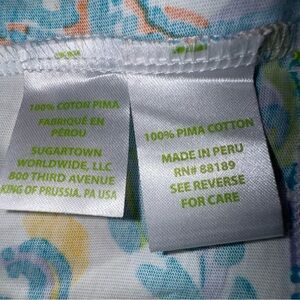 100% COTON PIMA
FABRIQUÉ EN
PÉROU
SUGARTOWN
WORLDWIDE, LLC
800 THIRD AVENUE
KING OF PRUSSIA. PA USA
100% PIMA COTTON
MADE IN PERU
RN# 88189
SEE REVERSE
FOR CARE